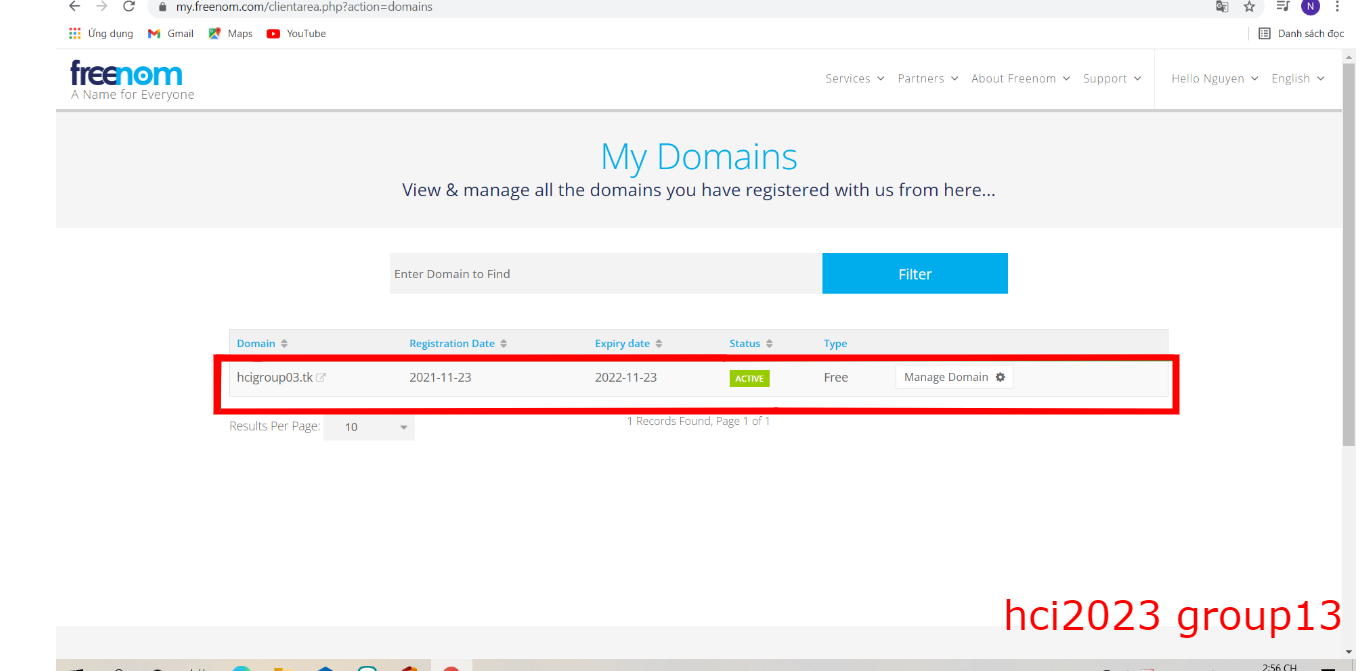 my.freenom.com/clientarea.php?action=domains
N
Ứng dụng Gmail Maps YouTube Danh sách đọc
freenom
A Name for Everyone
Services Partners About Freenom Support Hello Nguyen English
My Domains
View & manage all the domains you have registered with us from here...
Enter Domain to Find Filter
Domain Registration Date Expiry date Status Type
hcigroup03.tk 2021-11-23 2022-11-23 ACTIVE Free Manage Domain
Results Per Page: 10 1 Records Found, Page 1 of 1
hci2023 group13
2:56 CH